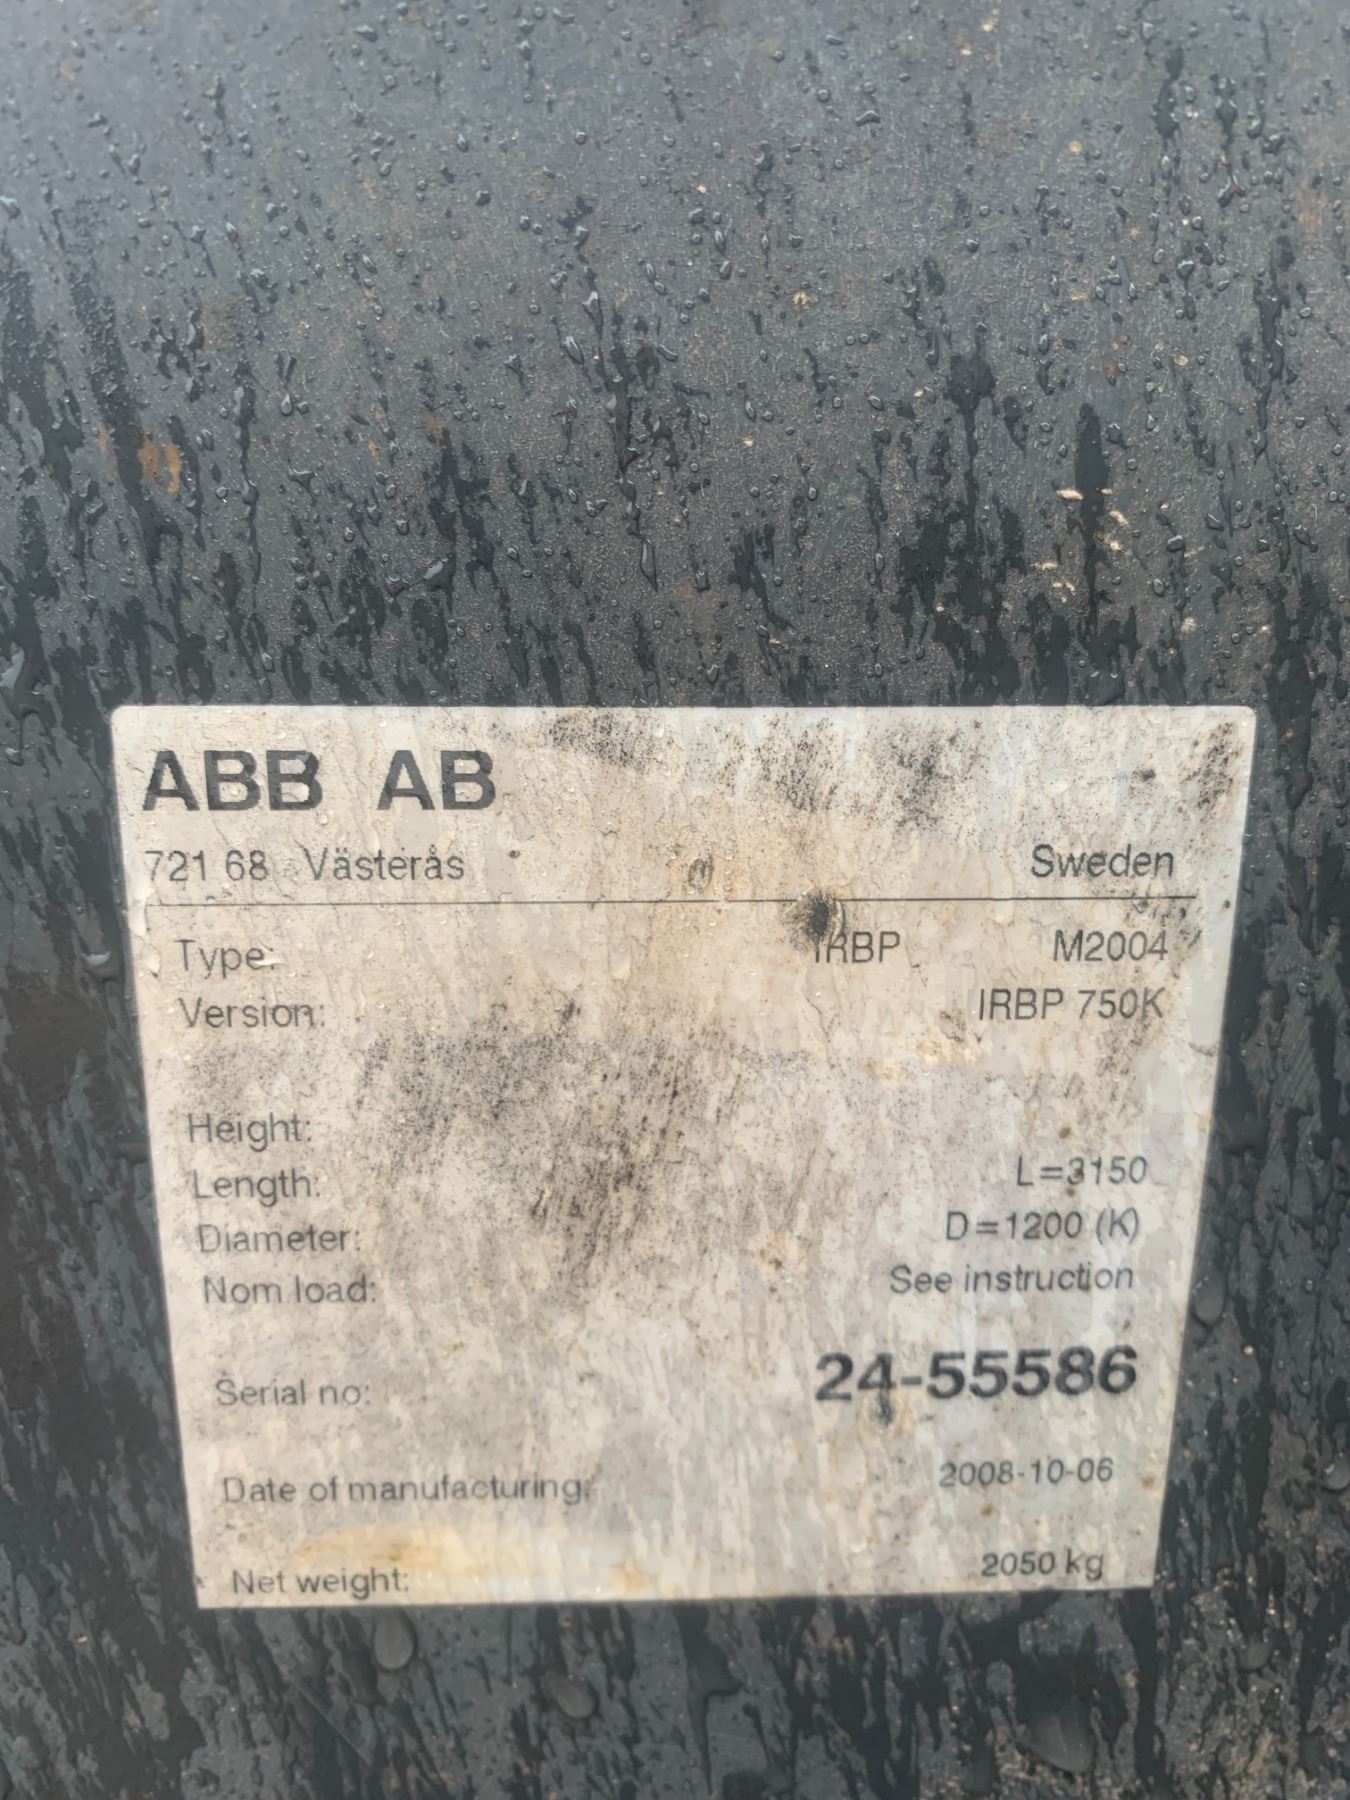 ABB AB
721 68 Västerås Sweden
Type: IRBP M2004
Version: IRBP 750K
Height:
Length: L=3150
Diameter: D=1200 (K)
Nom load: See instruction
Serial no: 24-55586
Date of manufacturing: 2008-10-06
Net weight: 2050 kg